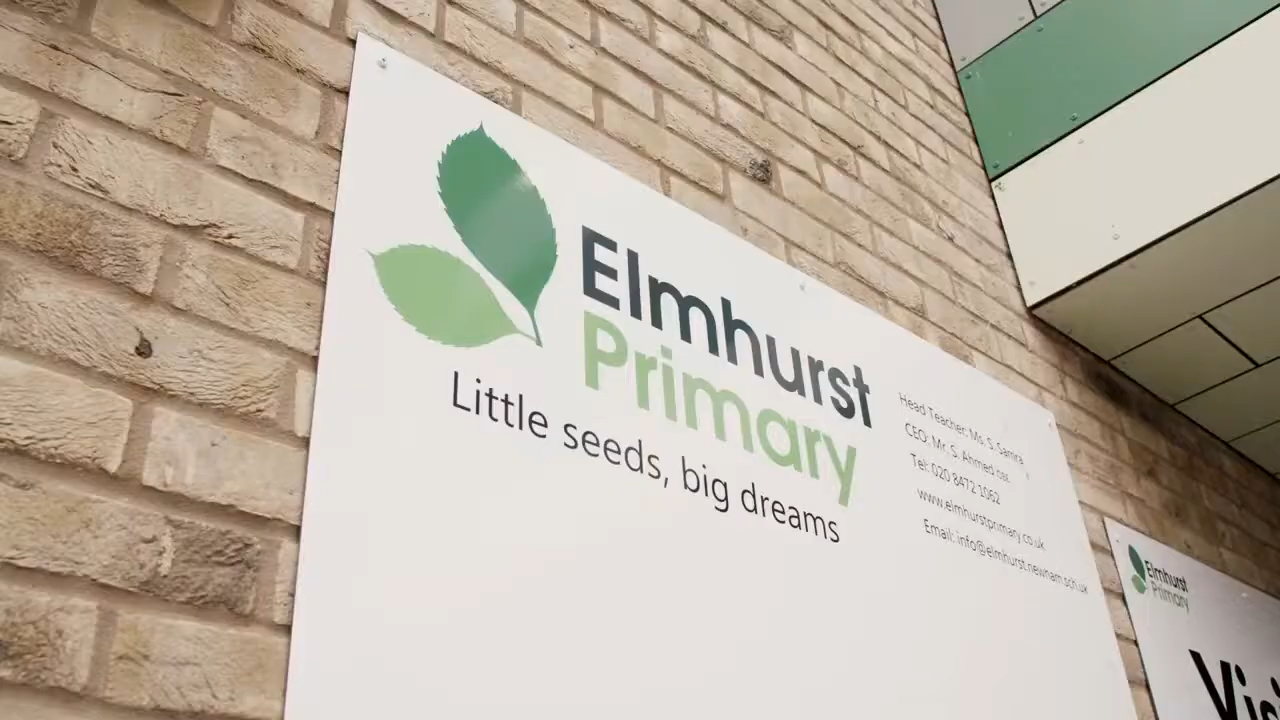 Elmhurst
Primary
Little seeds, big dreams
Head Teacher: Ms. S. Samra
CEO: Mr. S. Ahmed OBE
Tel: 020 8472 1062
www.elmhurstprimary.co.uk
Email: info@elmhurst.newham.sch.uk
Elmhurst
Primary